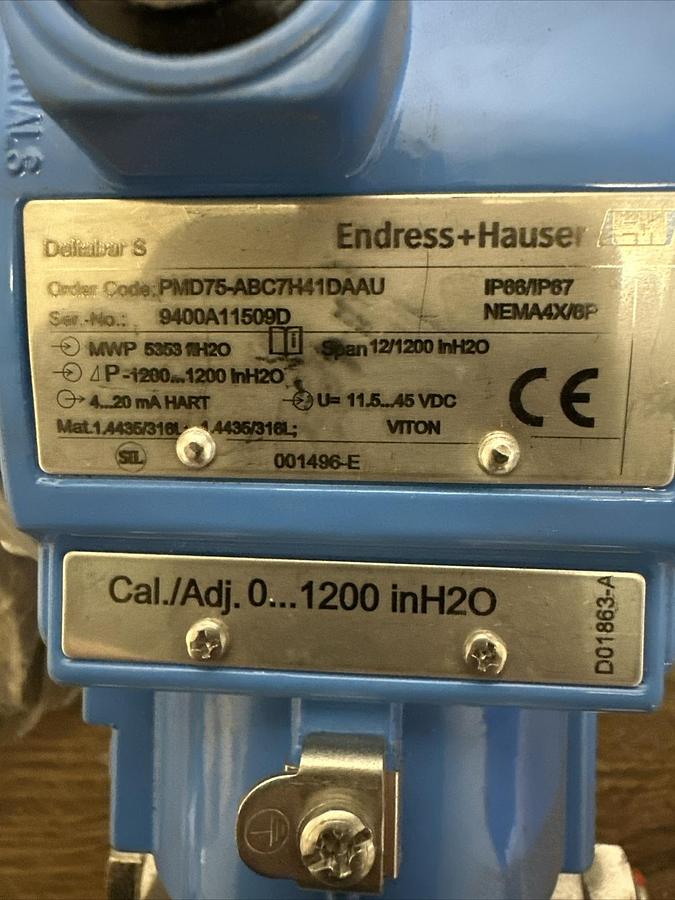 Deltabar S
Endress+Hauser
Order Code: PMD75-ABC7H41DAAU
IP66/IP67
Ser.-No.: 9400A11509D
NEMA4X/6P
MWP 5353 ftH2O
Span 12/1200 inH2O
ΔP -1200...1200 inH2O
4...20 mA HART
U= 11.5...45 VDC
CE
Mat.1.4435/316L; 1.4435/316L;
VITON
SIL
001496-E
Cal./Adj. 0...1200 inH2O
D01863-A